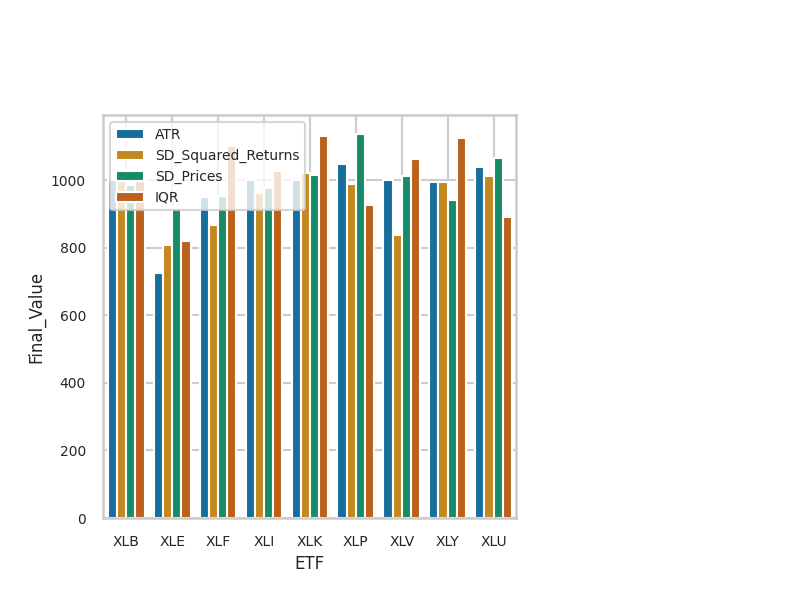 ATR
SD_Squared_Returns
SD_Prices
IQR
1000
800
600
400
200
0
Final_Value
XLB XLE XLF XLI XLK XLP XLV XLY XLU
ETF